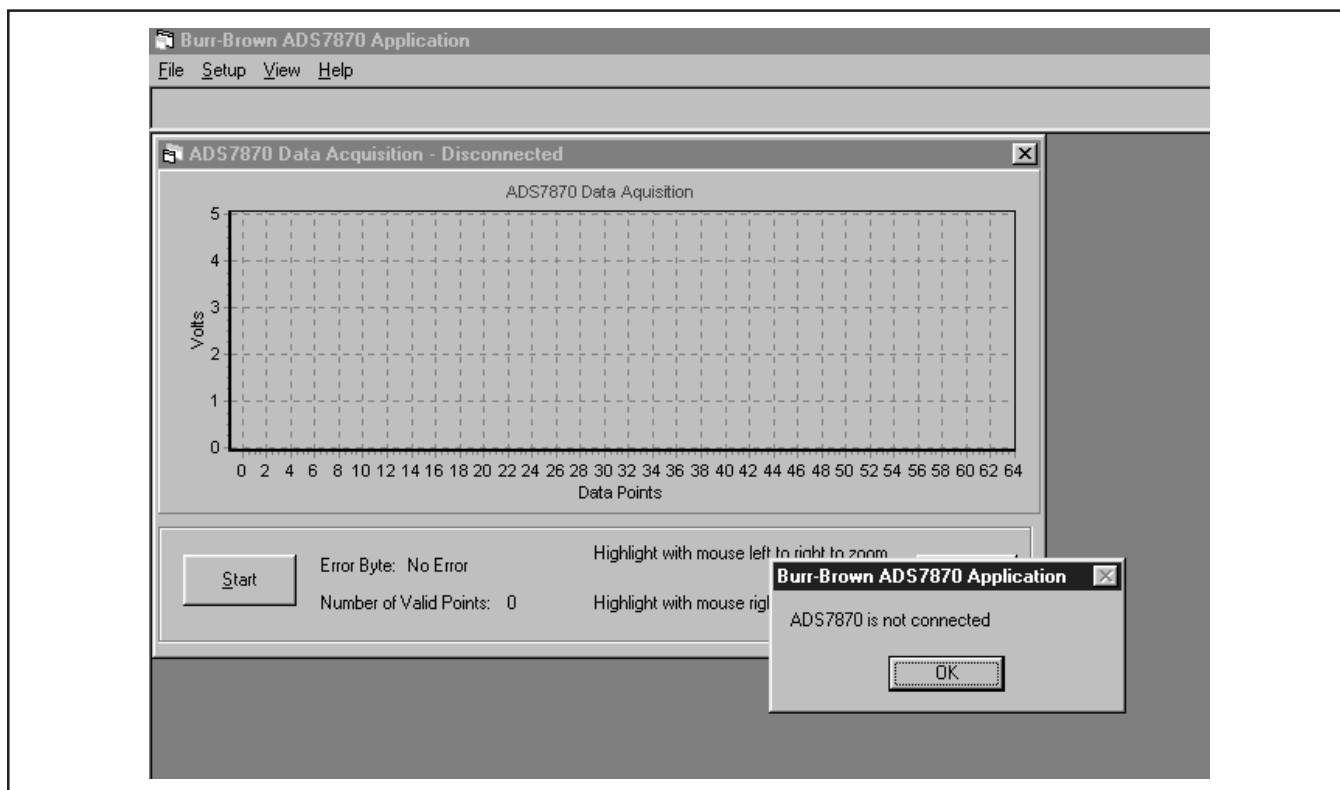 Burr-Brown ADS7870 Application
File Setup View Help
ADS7870 Data Acquisition - Disconnected
ADS7870 Data Aquisition
5
4
3
2
1
0
Volts
0 2 4 6 8 10 12 14 16 18 20 22 24 26 28 30 32 34 36 38 40 42 44 46 48 50 52 54 56 58 60 62 64
Data Points
Start
Error Byte: No Error
Number of Valid Points: 0
Highlight with mouse left to right to zoom
Highlight with mouse rig
Burr-Brown ADS7870 Application
ADS7870 is not connected
OK